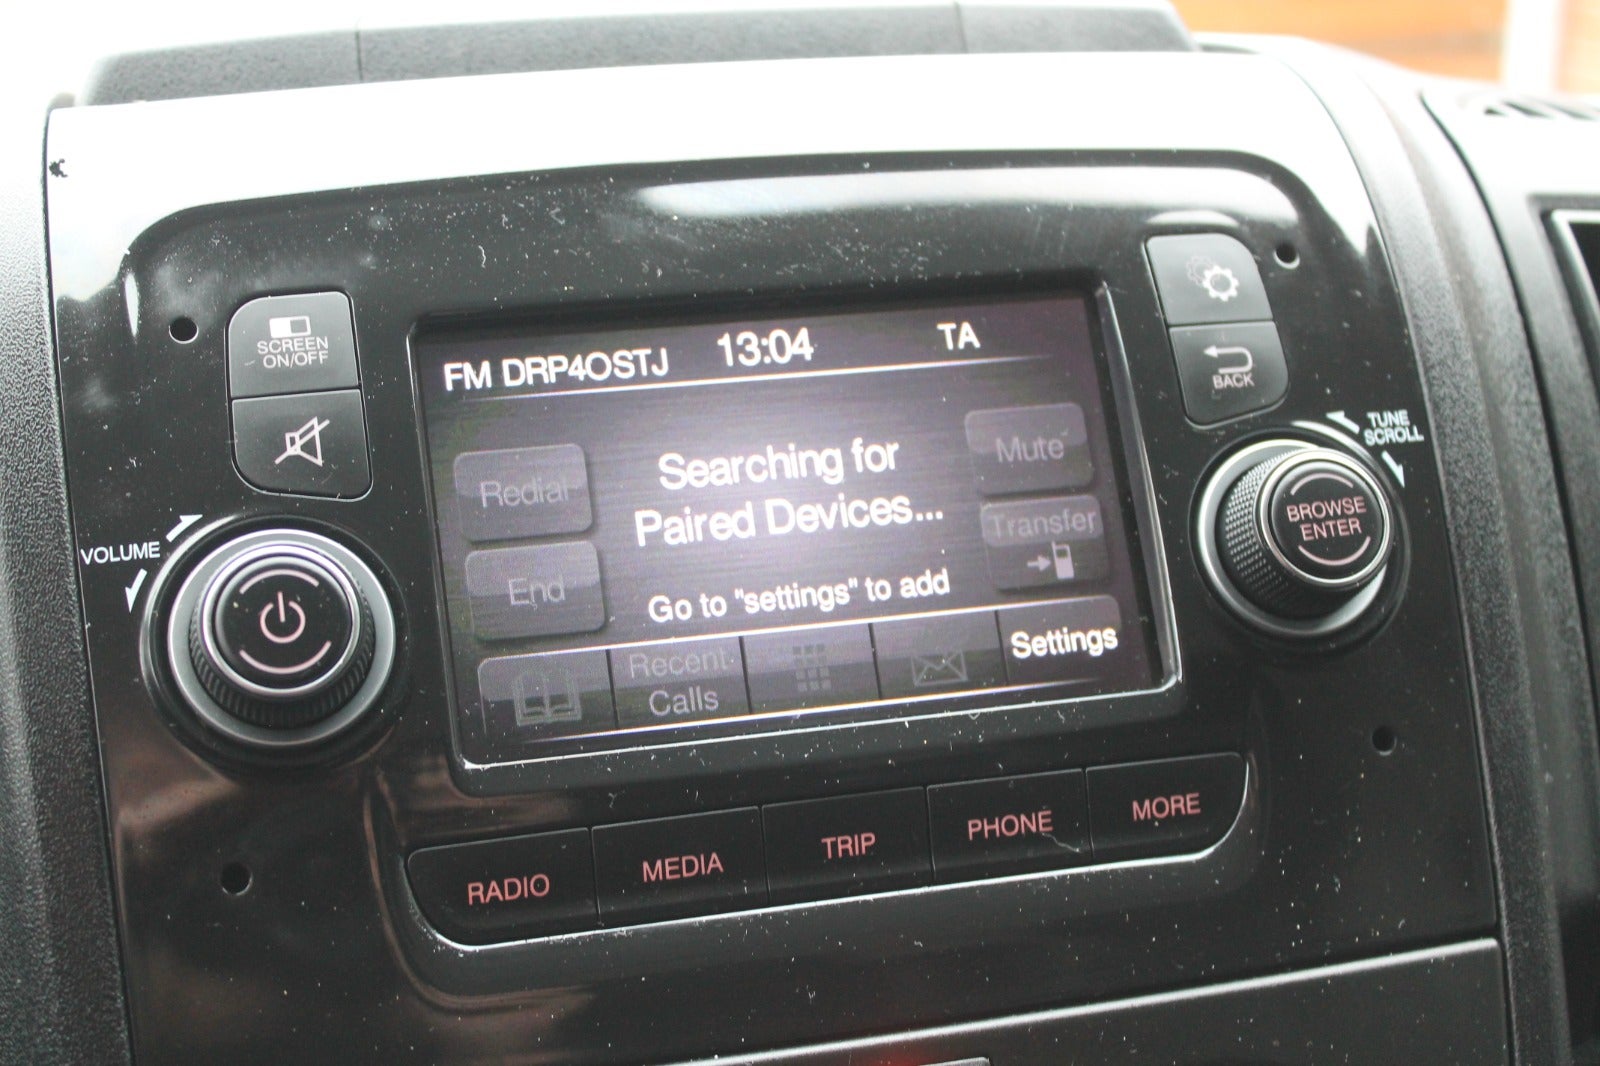 SCREEN
ON/OFF
VOLUME
FM DRP4OSTJ 13:04 TA
Redial
End
Searching for
Paired Devices...
Go to "settings" to add
Mute
Transfer
Recent
Calls
Settings
BACK
TUNE
SCROLL
BROWSE
ENTER
RADIO
MEDIA
TRIP
PHONE
MORE